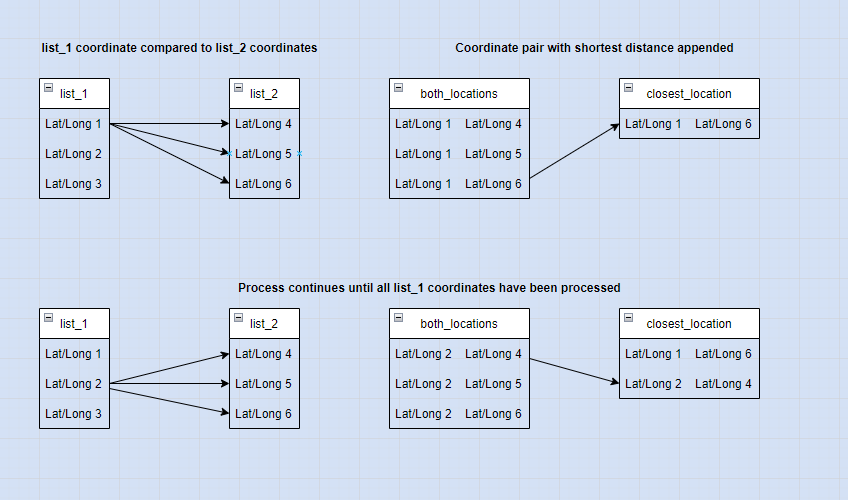 list_1 coordinate compared to list_2 coordinates
Coordinate pair with shortest distance appended
list_1
Lat/Long 1
Lat/Long 2
Lat/Long 3
list_2
Lat/Long 4
Lat/Long 5
Lat/Long 6
both_locations
Lat/Long 1 Lat/Long 4
Lat/Long 1 Lat/Long 5
Lat/Long 1 Lat/Long 6
closest_location
Lat/Long 1 Lat/Long 6
Process continues until all list_1 coordinates have been processed
list_1
Lat/Long 1
Lat/Long 2
Lat/Long 3
list_2
Lat/Long 4
Lat/Long 5
Lat/Long 6
both_locations
Lat/Long 2 Lat/Long 4
Lat/Long 2 Lat/Long 5
Lat/Long 2 Lat/Long 6
closest_location
Lat/Long 1 Lat/Long 6
Lat/Long 2 Lat/Long 4